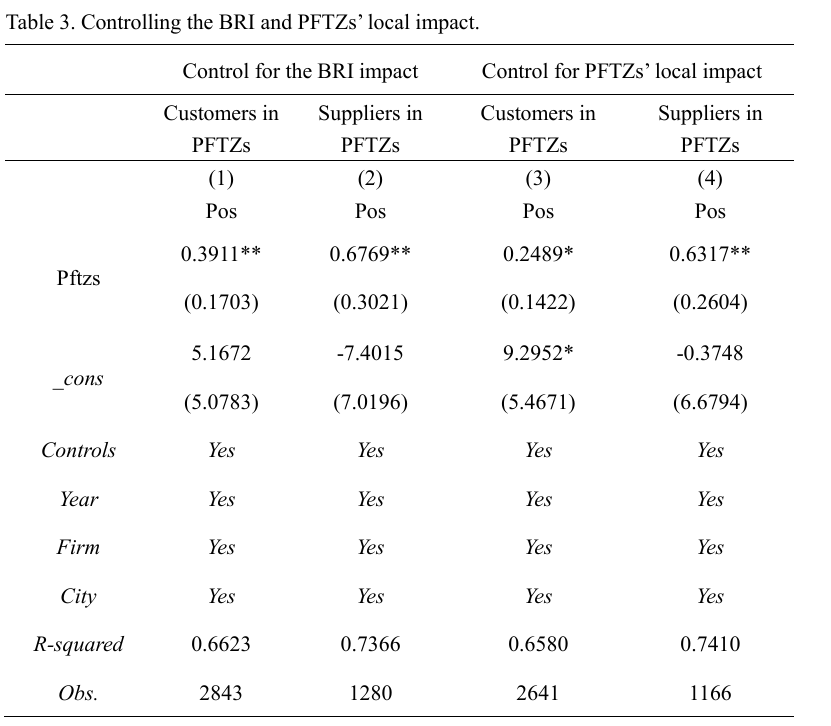 Table 3. Controlling the BRI and PFTZs’ local impact.
Control for the BRI impact Control for PFTZs’ local impact
Customers in Suppliers in Customers in Suppliers in
PFTZs PFTZs PFTZs PFTZs
(1) (2) (3) (4)
Pos Pos Pos Pos
0.3911** 0.6769** 0.2489* 0.6317**
Pftzs
(0.1703) (0.3021) (0.1422) (0.2604)
5.1672 -7.4015 9.2952* -0.3748
_cons
(5.0783) (7.0196) (5.4671) (6.6794)
Controls Yes Yes Yes Yes
Year Yes Yes Yes Yes
Firm Yes Yes Yes Yes
City Yes Yes Yes Yes
R-squared 0.6623 0.7366 0.6580 0.7410
Obs. 2843 1280 2641 1166